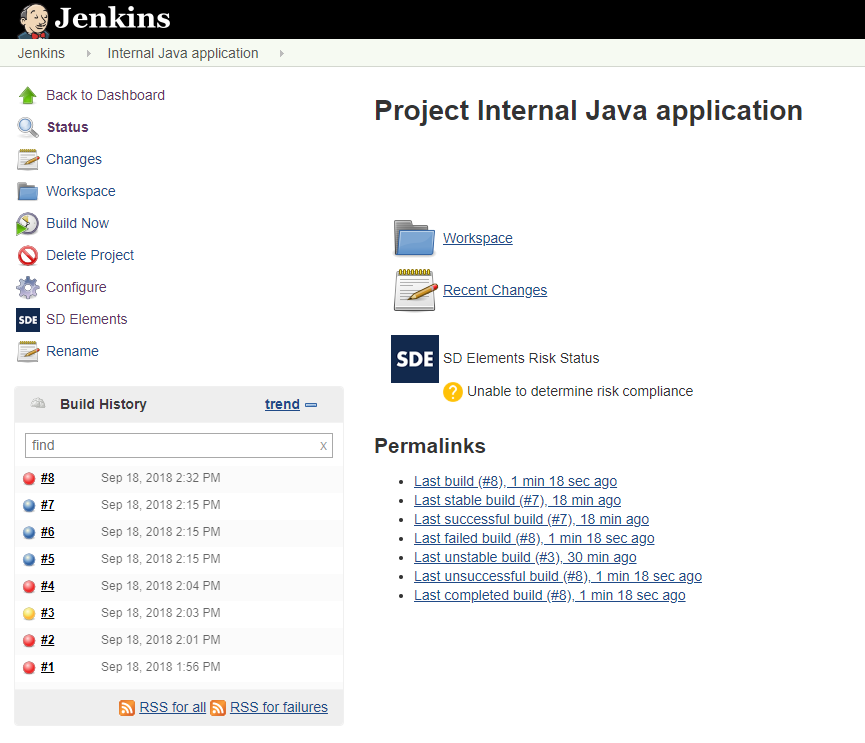 Jenkins
Jenkins Internal Java application
Back to Dashboard
Status
Changes
Workspace
Build Now
Delete Project
Configure
SDE SD Elements
Rename
Build History trend
find x
#8 Sep 18, 2018 2:32 PM
#7 Sep 18, 2018 2:15 PM
#6 Sep 18, 2018 2:15 PM
#5 Sep 18, 2018 2:15 PM
#4 Sep 18, 2018 2:04 PM
#3 Sep 18, 2018 2:03 PM
#2 Sep 18, 2018 2:01 PM
#1 Sep 18, 2018 1:56 PM
RSS for all RSS for failures
Project Internal Java application
Workspace
Recent Changes
SDE SD Elements Risk Status
? Unable to determine risk compliance
Permalinks
• Last build (#8), 1 min 18 sec ago
• Last stable build (#7), 18 min ago
• Last successful build (#7), 18 min ago
• Last failed build (#8), 1 min 18 sec ago
• Last unstable build (#3), 30 min ago
• Last unsuccessful build (#8), 1 min 18 sec ago
• Last completed build (#8), 1 min 18 sec ago